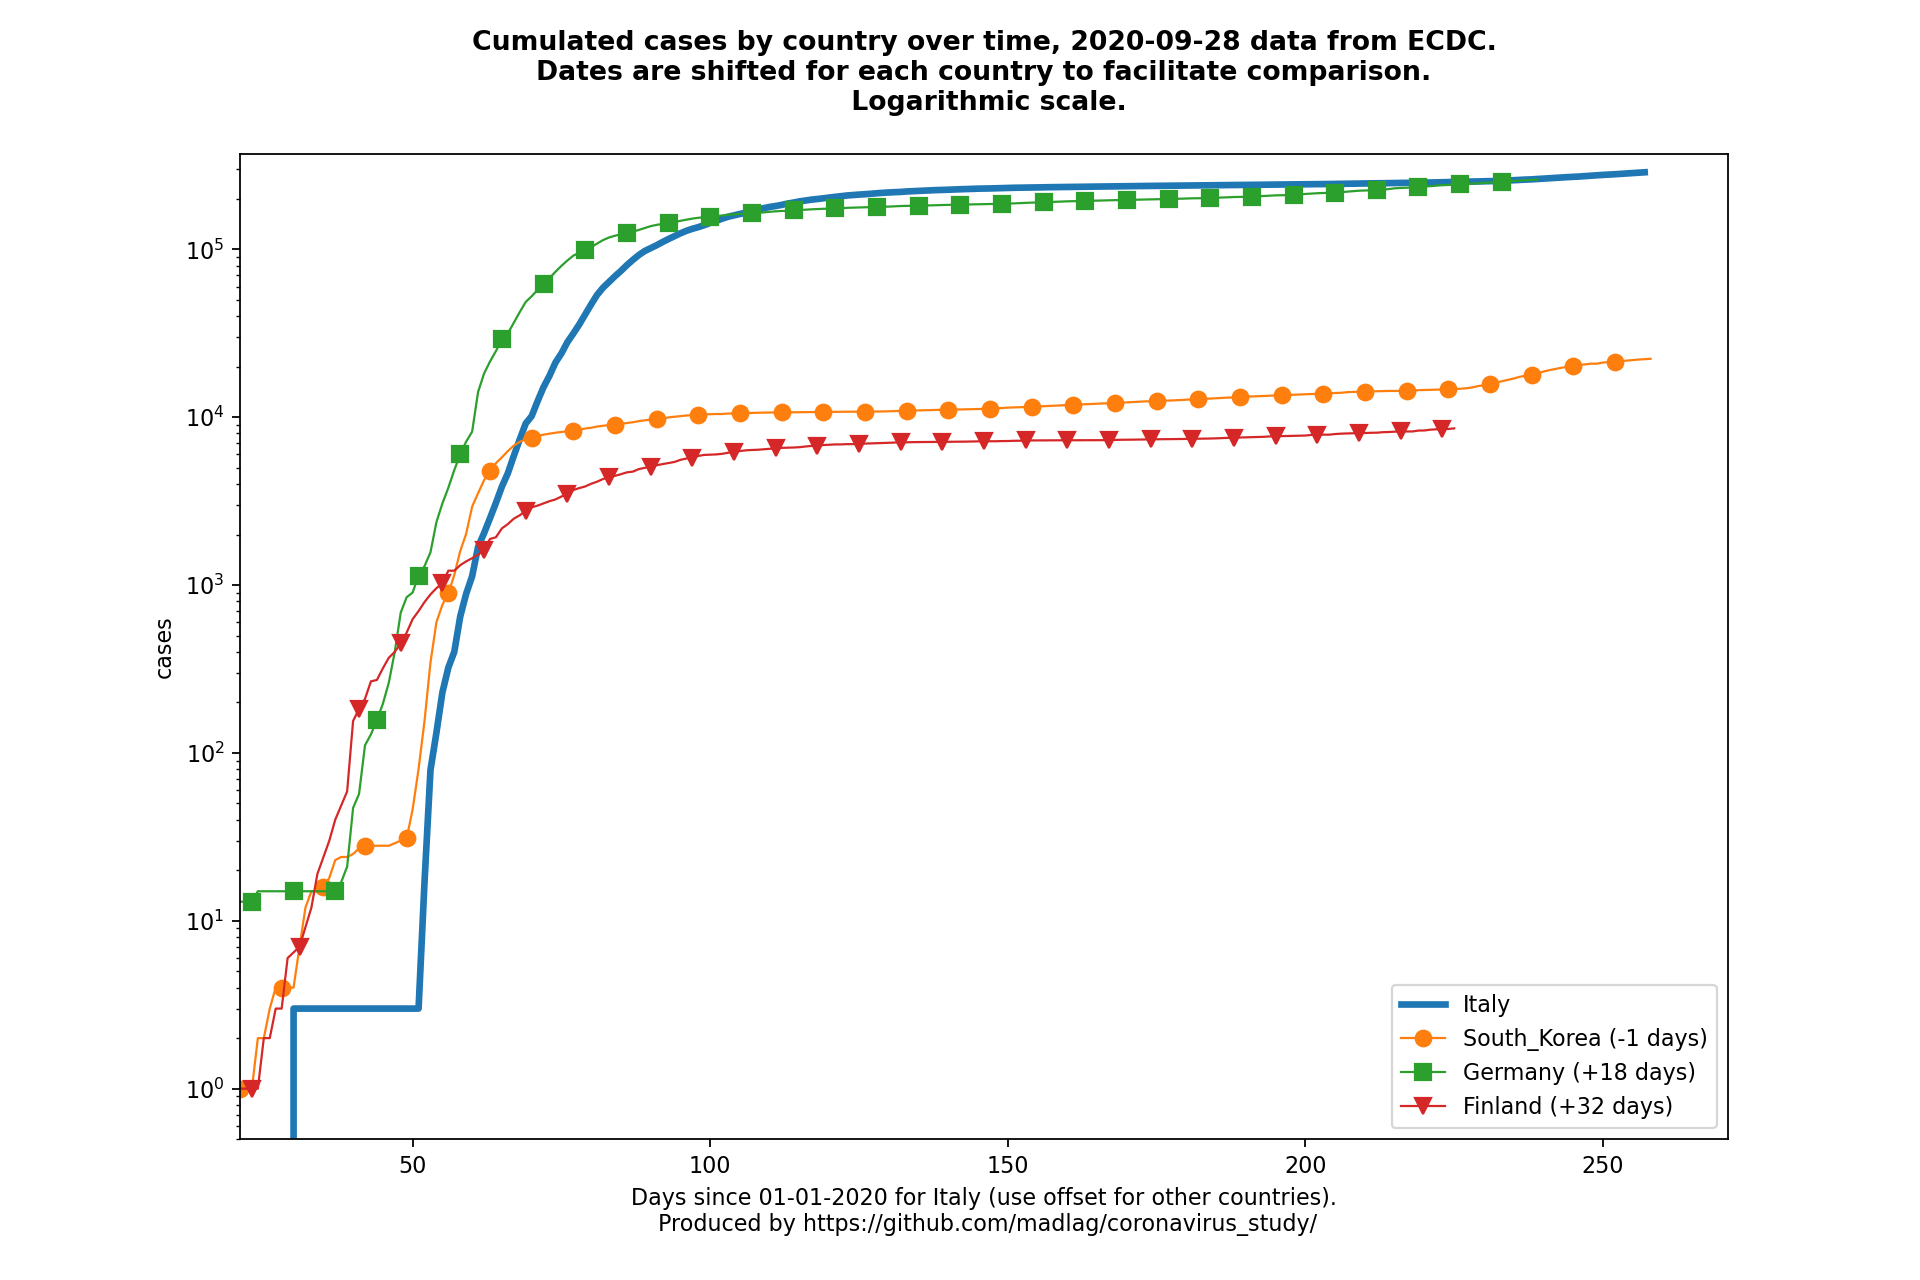 Cumulated cases by country over time, 2020-09-28 data from ECDC.
Dates are shifted for each country to facilitate comparison.
Logarithmic scale.
cases
10^5
10^4
10^3
10^2
10^1
10^0
Italy
South_Korea (-1 days)
Germany (+18 days)
Finland (+32 days)
50 100 150 200 250
Days since 01-01-2020 for Italy (use offset for other countries).
Produced by https://github.com/madlag/coronavirus_study/